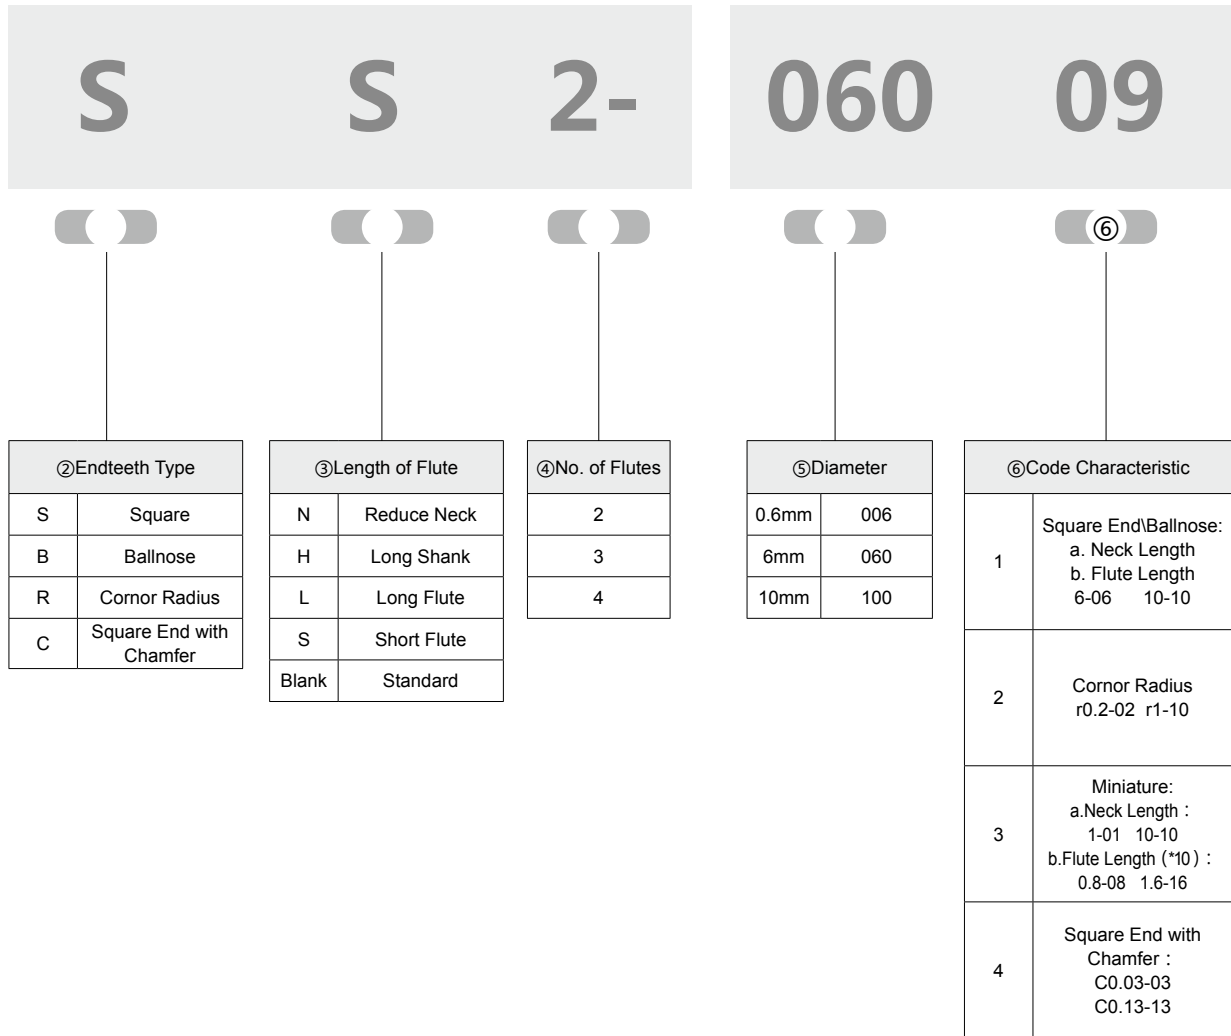 S S 2- 060 09
⑥
②Endteeth Type
S Square
B Ballnose
R Cornor Radius
C Square End with
Chamfer
③Length of Flute
N Reduce Neck
H Long Shank
L Long Flute
S Short Flute
Blank Standard
④No. of Flutes
2
3
4
⑤Diameter
0.6mm 006
6mm 060
10mm 100
⑥Code Characteristic
1
Square End\Ballnose:
a. Neck Length
b. Flute Length
6-06 10-10
2
Cornor Radius
r0.2-02 r1-10
3
Miniature:
a.Neck Length：
1-01 10-10
b.Flute Length (*10)：
0.8-08 1.6-16
4
Square End with
Chamfer：
C0.03-03
C0.13-13